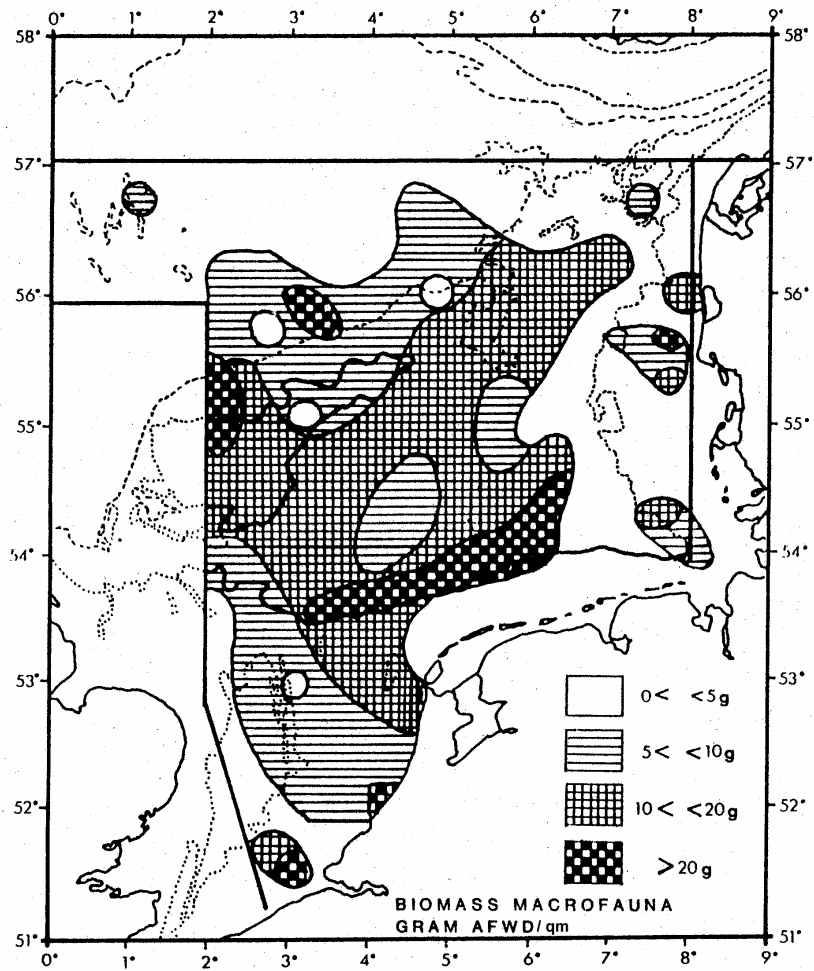 0° 1° 2° 3° 4° 5° 6° 7° 8° 9°
58° 58°
57° 57°
56° 56°
55° 55°
54° 54°
53° 53°
52° 52°
51° 51°
0< <5g
5< <10g
10< <20g
>20g
BIOMASS MACROFAUNA
GRAM AFWD/qm
0° 1° 2° 3° 4° 5° 6° 7° 8° 9°